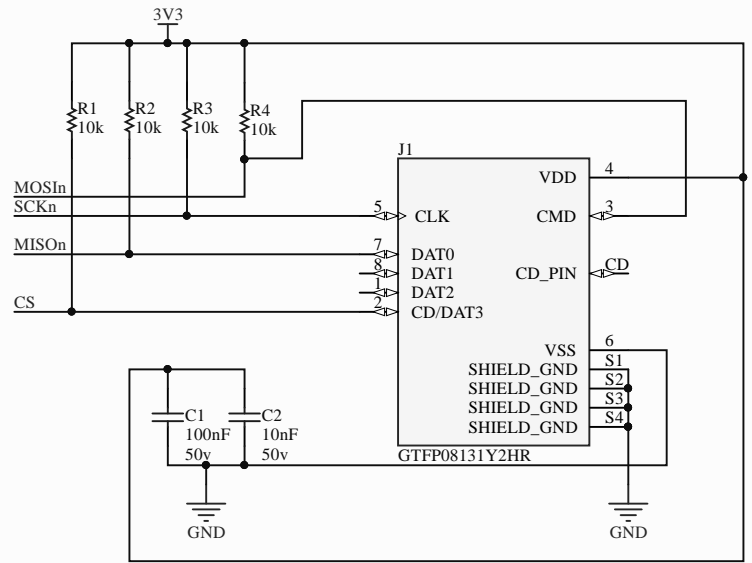 3V3
R1
10k
R2
10k
R3
10k
R4
10k
J1
MOSIn
SCKn
MISOn
CS
5
7
8
1
2
CLK
DAT0
DAT1
DAT2
CD/DAT3
VDD
CMD
CD_PIN
VSS
SHIELD_GND
SHIELD_GND
SHIELD_GND
SHIELD_GND
4
3
CD
6
S1
S2
S3
S4
GTFP08131Y2HR
C1
100nF
50v
C2
10nF
50v
GND
GND